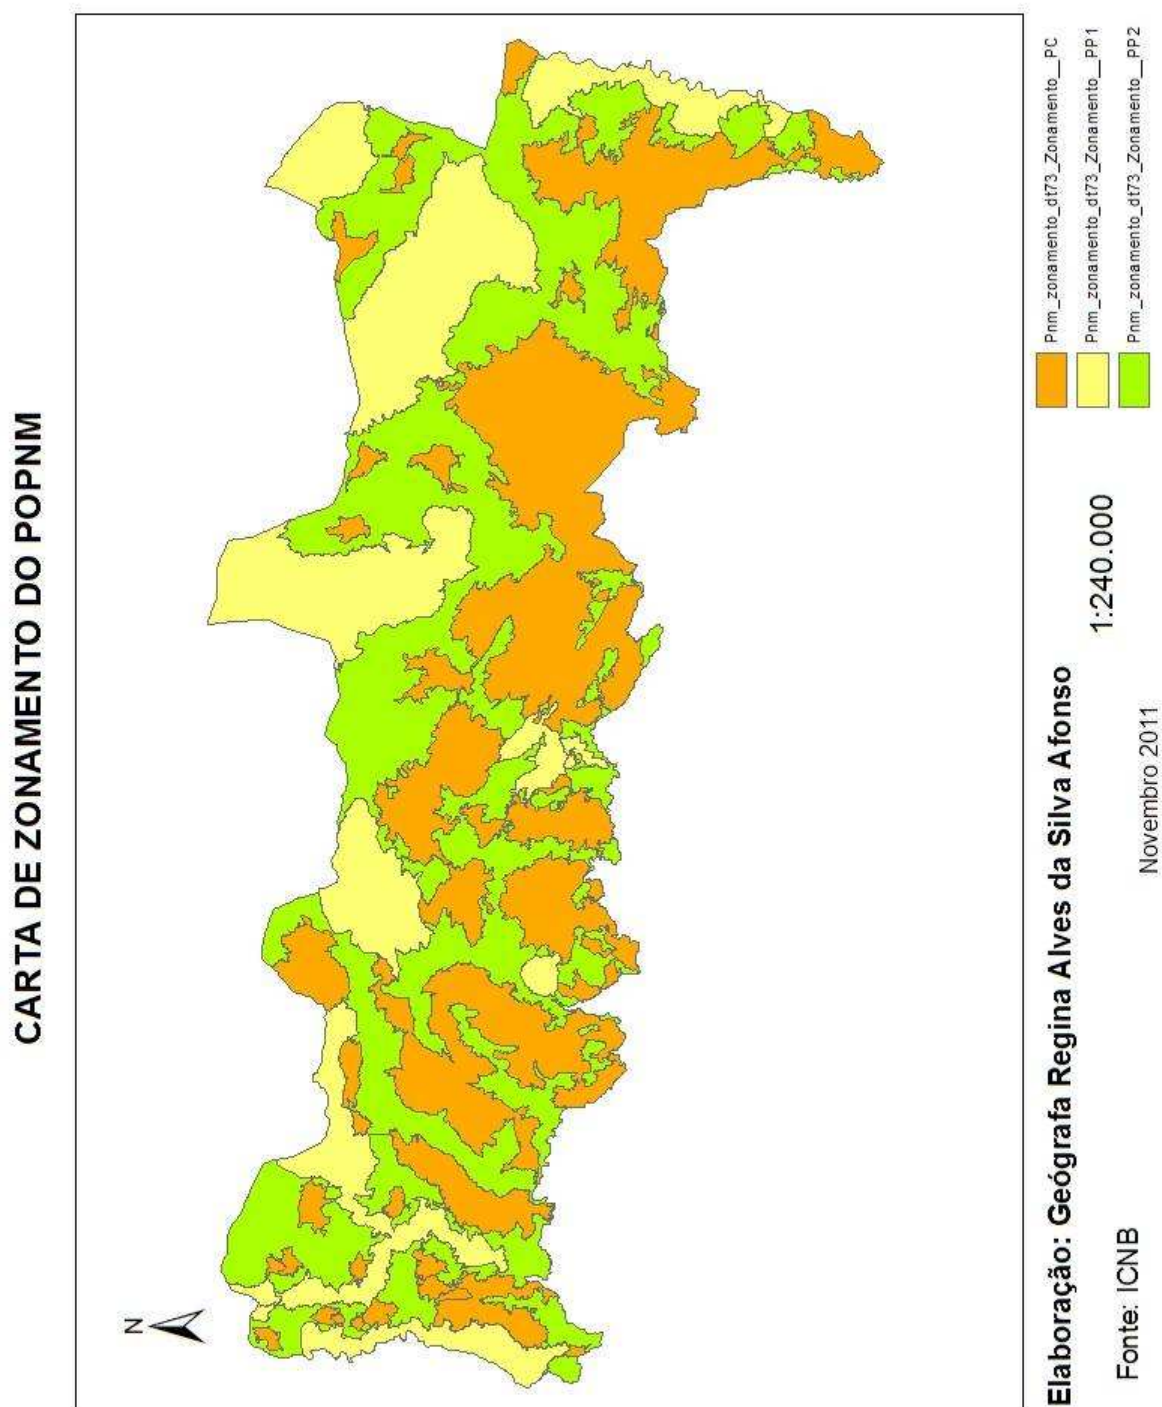 CARTA DE ZONAMENTO DO POPNM
N
Pnm_zonamento_dt73_Zonamento__PC
Pnm_zonamento_dt73_Zonamento__PP1
Pnm_zonamento_dt73_Zonamento__PP2
Elaboração: Geógrafa Regina Alves da Silva Afonso
1:240.000
Fonte: ICNB
Novembro 2011